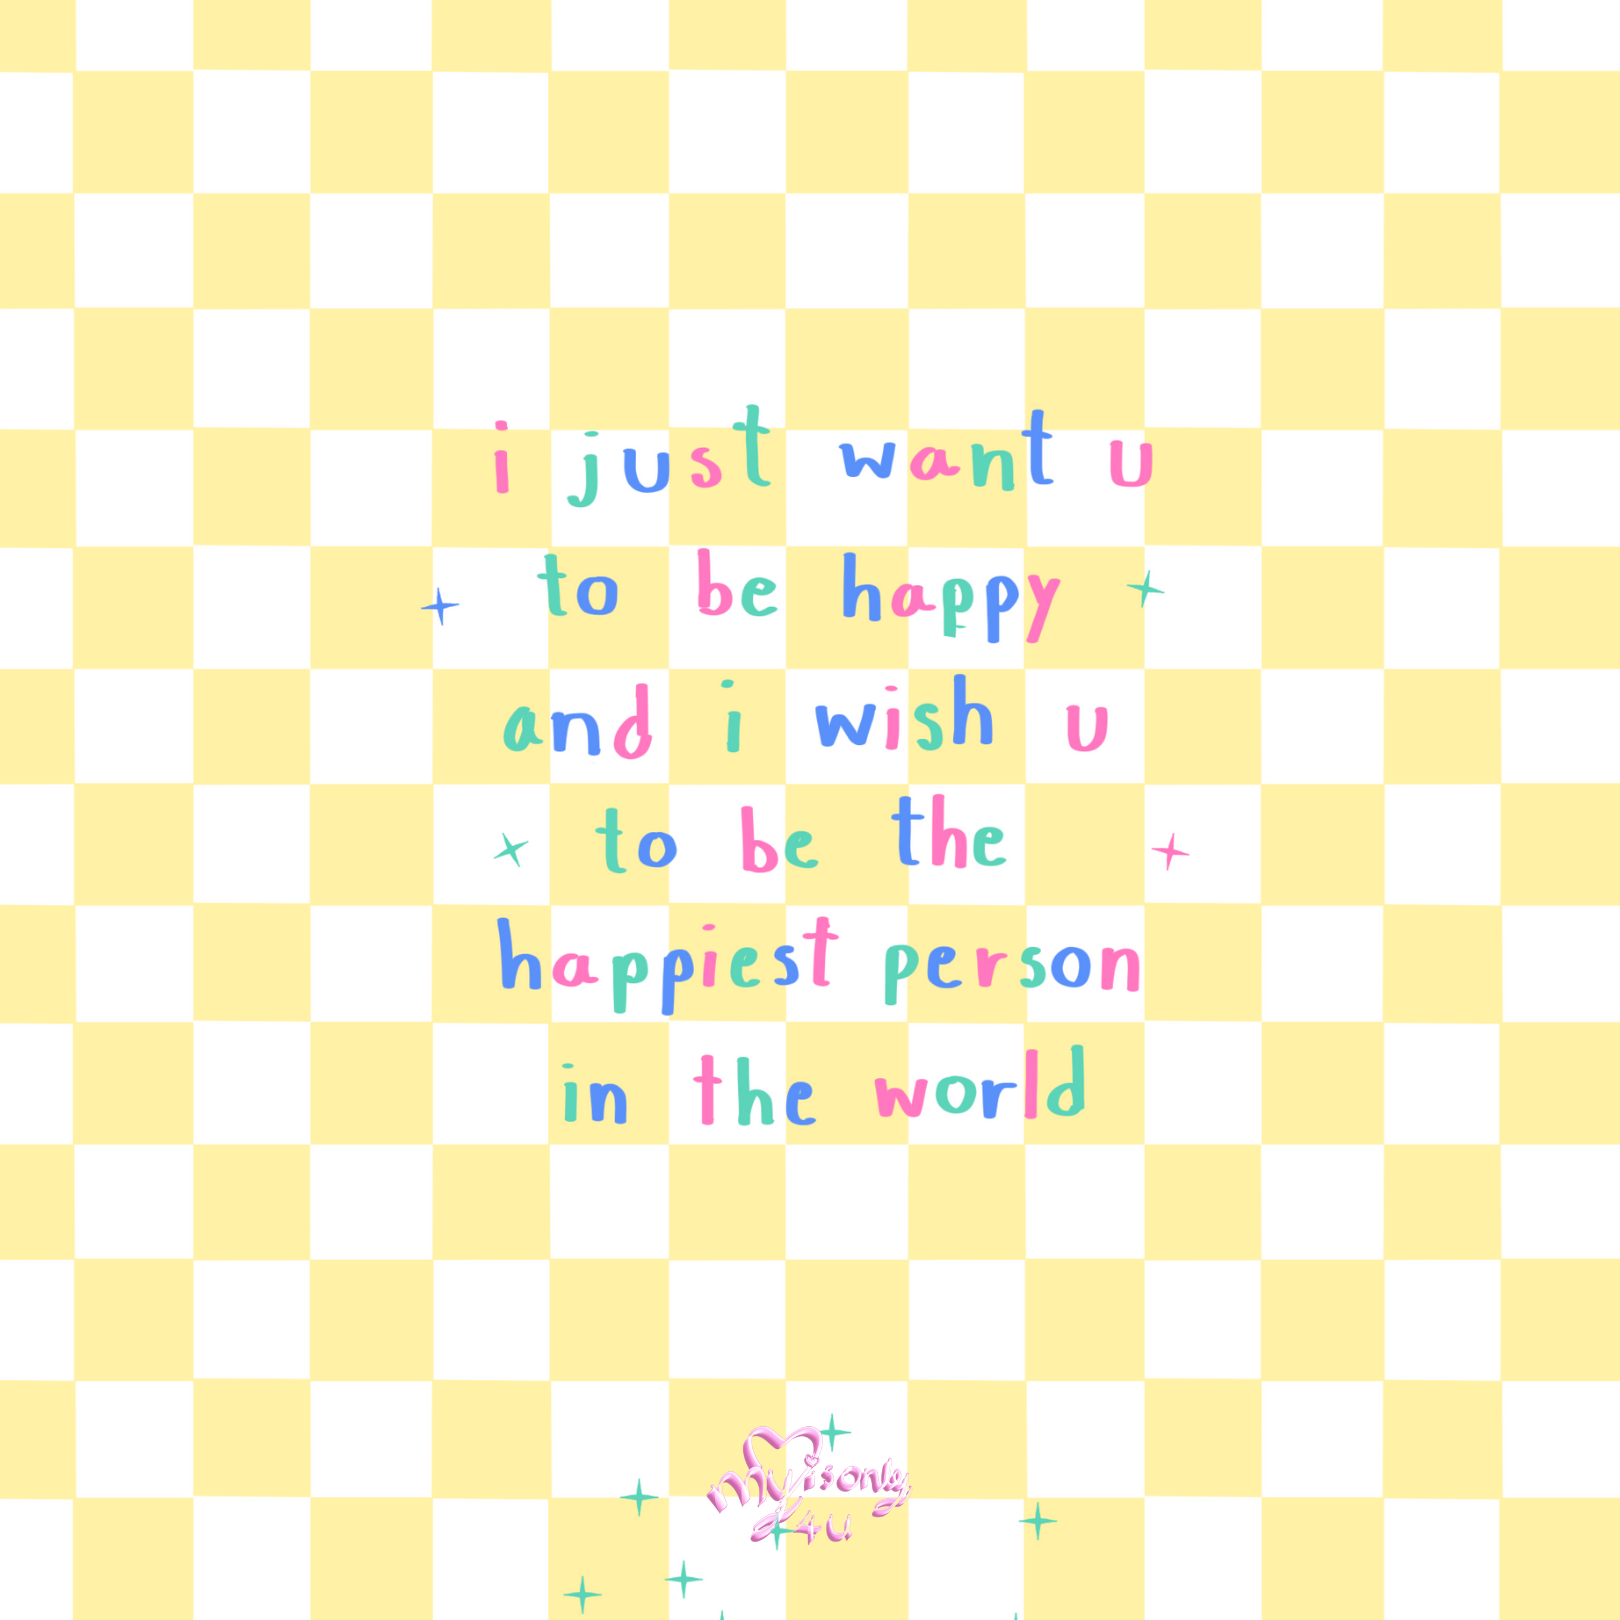 i just want u
to be happy
and i wish u
to be the
happiest person
in the world
myisonly
4u